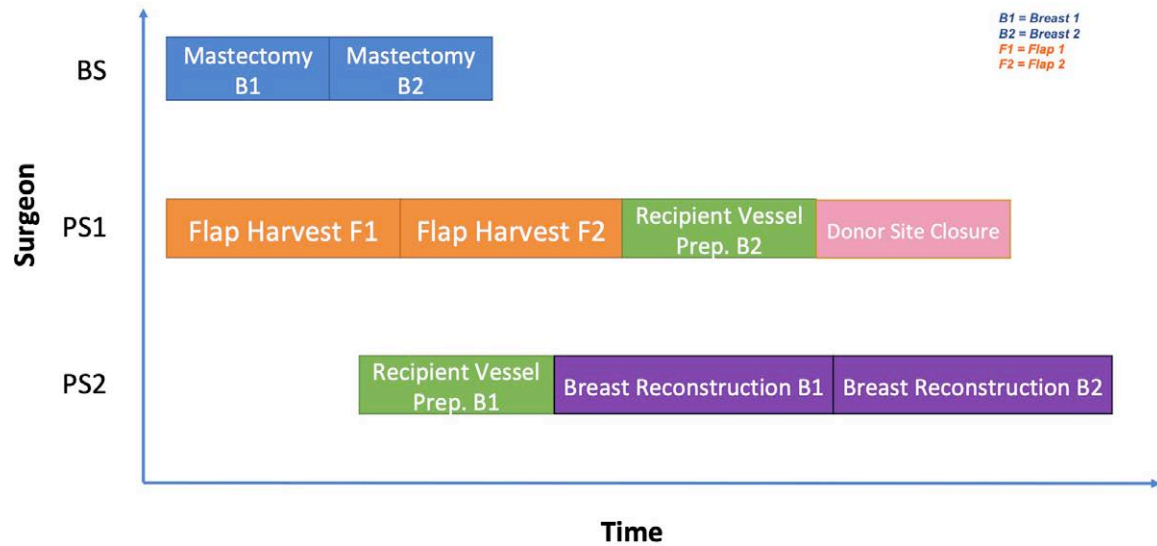 B1 = Breast 1
B2 = Breast 2
F1 = Flap 1
F2 = Flap 2
BS
Mastectomy
B1
Mastectomy
B2
Surgeon
PS1
Flap Harvest F1
Flap Harvest F2
Recipient Vessel
Prep. B2
Donor Site Closure
PS2
Recipient Vessel
Prep. B1
Breast Reconstruction B1
Breast Reconstruction B2
Time